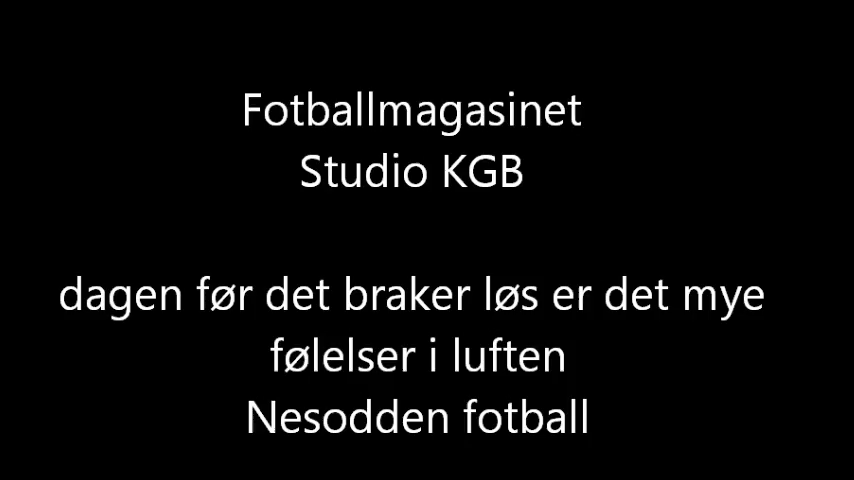 Fotballmagasinet
Studio KGB
dagen før det braker løs er det mye
følelser i luften
Nesodden fotball